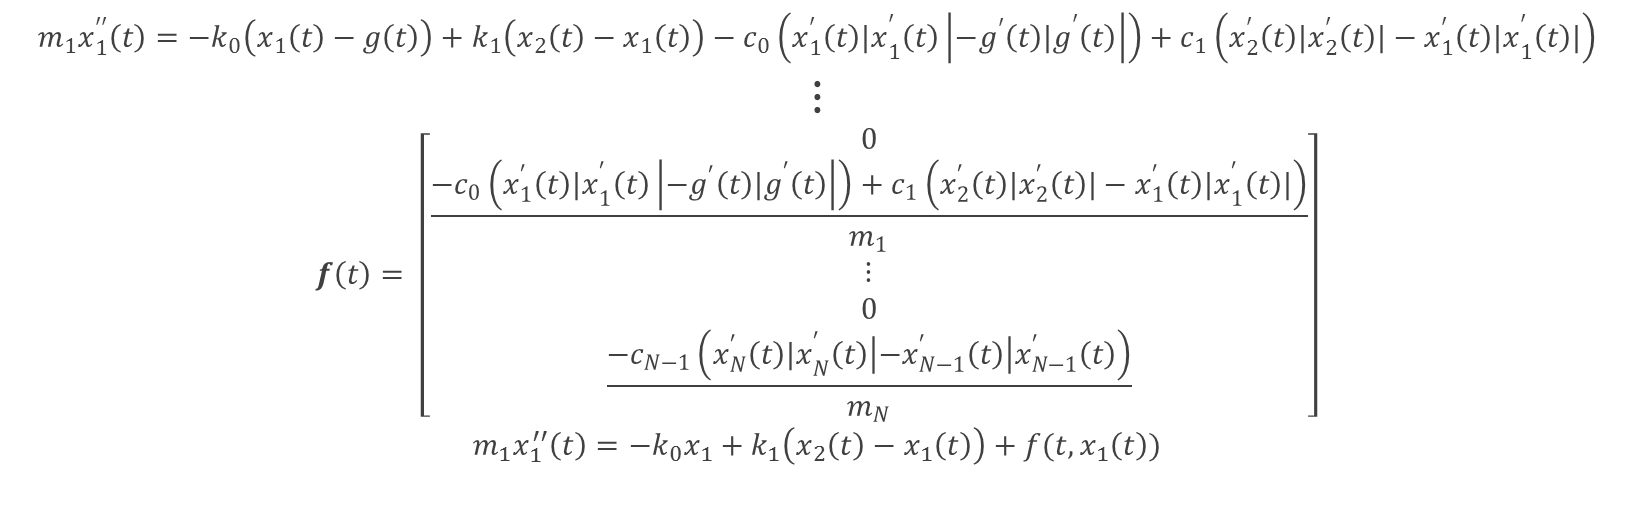 m₁x₁′′(t) = −k₀(x₁(t) − g(t)) + k₁(x₂(t) − x₁(t)) − c₀(x₁′(t)|x₁′(t)|−g′(t)|g′(t)|) + c₁(x₂′(t)|x₂′(t)| − x₁′(t)|x₁′(t)|)
⋮
0
−c₀(x₁′(t)|x₁′(t)|−g′(t)|g′(t)|) + c₁(x₂′(t)|x₂′(t)| − x₁′(t)|x₁′(t)|)
m₁
f(t) =
⋮
0
−c_{N−1}(x_N′(t)|x_N′(t)|−x_{N−1}′(t)|x_{N−1}′(t))
m_N
m₁x₁′′(t) = −k₀x₁ + k₁(x₂(t) − x₁(t)) + f(t, x₁(t))